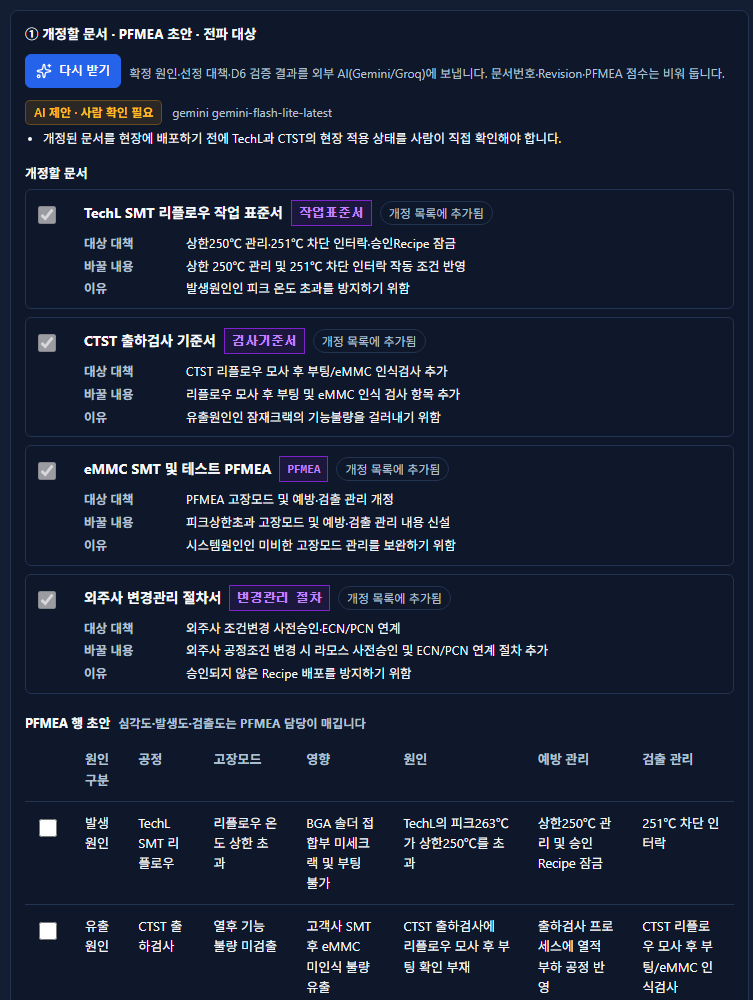 ① 개정할 문서 · PFMEA 초안 · 전파 대상
다시 받기
확정 원인·선정 대책·D6 검증 결과를 외부 AI(Gemini/Groq)에 보냅니다. 문서번호·Revision·PFMEA 점수는 비워 둡니다.
AI 제안 · 사람 확인 필요
gemini gemini-flash-lite-latest
• 개정된 문서를 현장에 배포하기 전에 TechL과 CTST의 현장 적용 상태를 사람이 직접 확인해야 합니다.
개정할 문서
TechL SMT 리플로우 작업 표준서 작업표준서 개정 목록에 추가됨
대상 대책 상한250℃ 관리·251℃ 차단 인터락·승인Recipe 잠금
바꿀 내용 상한 250℃ 관리 및 251℃ 차단 인터락 작동 조건 반영
이유 발생원인인 피크 온도 초과를 방지하기 위함
CTST 출하검사 기준서 검사기준서 개정 목록에 추가됨
대상 대책 CTST 리플로우 모사 후 부팅/eMMC 인식검사 추가
바꿀 내용 리플로우 모사 후 부팅 및 eMMC 인식 검사 항목 추가
이유 유출원인인 잠재크랙의 기능불량을 걸러내기 위함
eMMC SMT 및 테스트 PFMEA PFMEA 개정 목록에 추가됨
대상 대책 PFMEA 고장모드 및 예방·검출 관리 개정
바꿀 내용 피크상한초과 고장모드 및 예방·검출 관리 내용 신설
이유 시스템원인인 미비한 고장모드 관리를 보완하기 위함
외주사 변경관리 절차서 변경관리 절차 개정 목록에 추가됨
대상 대책 외주사 조건변경 사전승인·ECN/PCN 연계
바꿀 내용 외주사 공정조건 변경 시 라모스 사전승인 및 ECN/PCN 연계 절차 추가
이유 승인되지 않은 Recipe 배포를 방지하기 위함
PFMEA 행 초안 심각도·발생도·검출도는 PFMEA 담당이 매깁니다
원인
구분
공정
고장모드
영향
원인
예방 관리
검출 관리
발생
원인
TechL
SMT 리
플로우
리플로우 온
도 상한 초
과
BGA 솔더 접
합부 미세크
랙 및 부팅
불가
TechL의 피크263℃
가 상한250℃를 초
과
상한250℃ 관
리 및 승인
Recipe 잠금
251℃ 차단 인
터락
유출
원인
CTST 출
하검사
열후 기능
불량 미검출
고객사 SMT
후 eMMC
미인식 불량
유출
CTST 출하검사에
리플로우 모사 후 부
팅 확인 부재
출하검사 프로
세스에 열적
부하 공정 반
영
CTST 리플로
우 모사 후 부
팅/eMMC 인
식검사